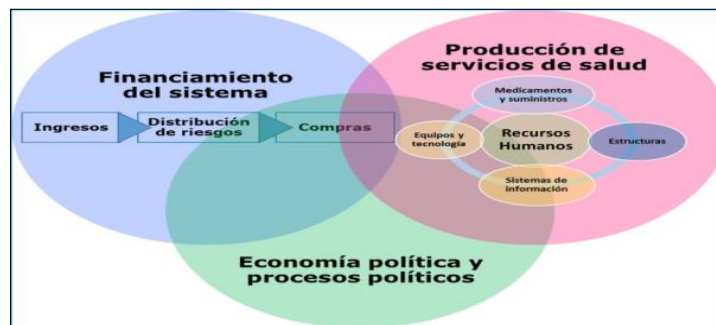 Financiamiento
del sistema
Ingresos
Distribución
de riesgos
Compras
Producción de
servicios de salud
Medicamentos
y suministros
Equipos y
tecnología
Recursos
Humanos
Estructuras
Sistemas de
información
Economía política y
procesos políticos